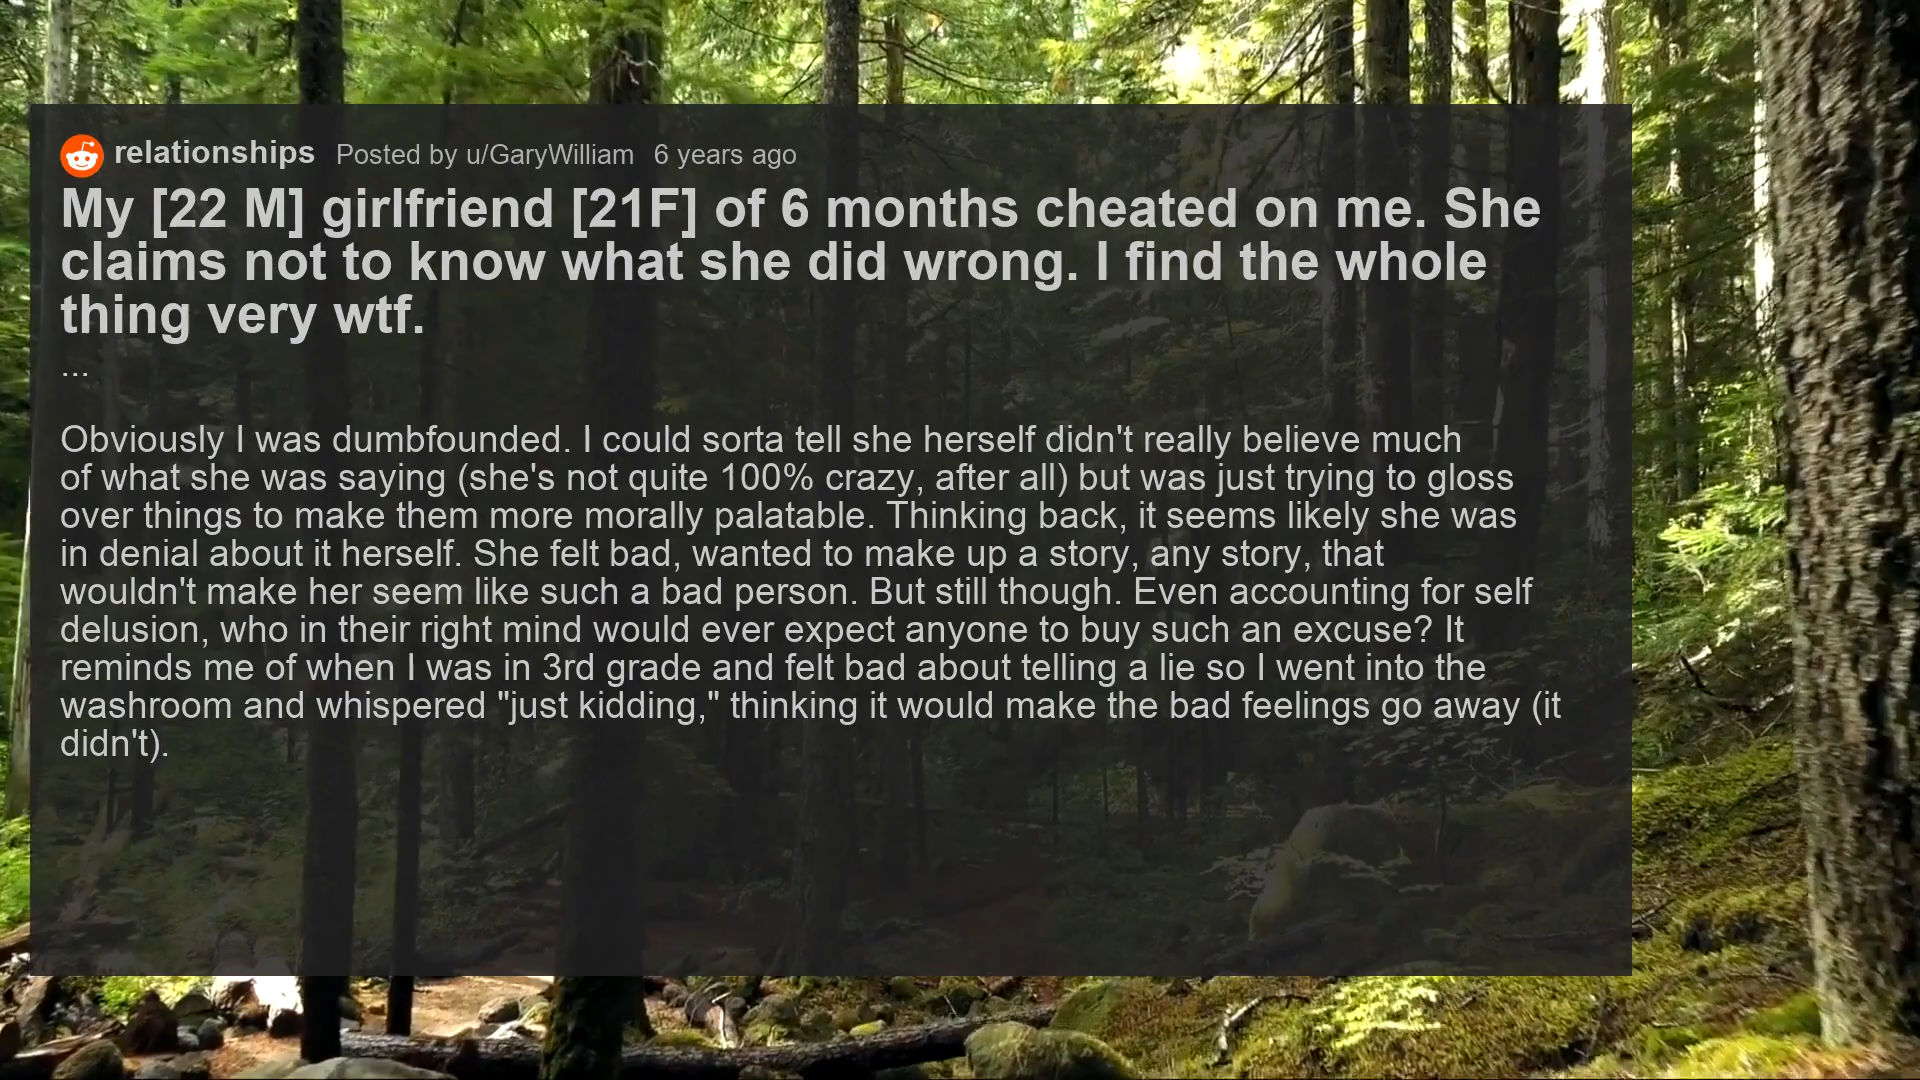 relationships Posted by u/GaryWilliam 6 years ago
My [22 M] girlfriend [21F] of 6 months cheated on me. She
claims not to know what she did wrong. I find the whole
thing very wtf.
...
Obviously I was dumbfounded. I could sorta tell she herself didn't really believe much
of what she was saying (she's not quite 100% crazy, after all) but was just trying to gloss
over things to make them more morally palatable. Thinking back, it seems likely she was
in denial about it herself. She felt bad, wanted to make up a story, any story, that
wouldn't make her seem like such a bad person. But still though. Even accounting for self
delusion, who in their right mind would ever expect anyone to buy such an excuse? It
reminds me of when I was in 3rd grade and felt bad about telling a lie so I went into the
washroom and whispered "just kidding," thinking it would make the bad feelings go away (it
didn't).